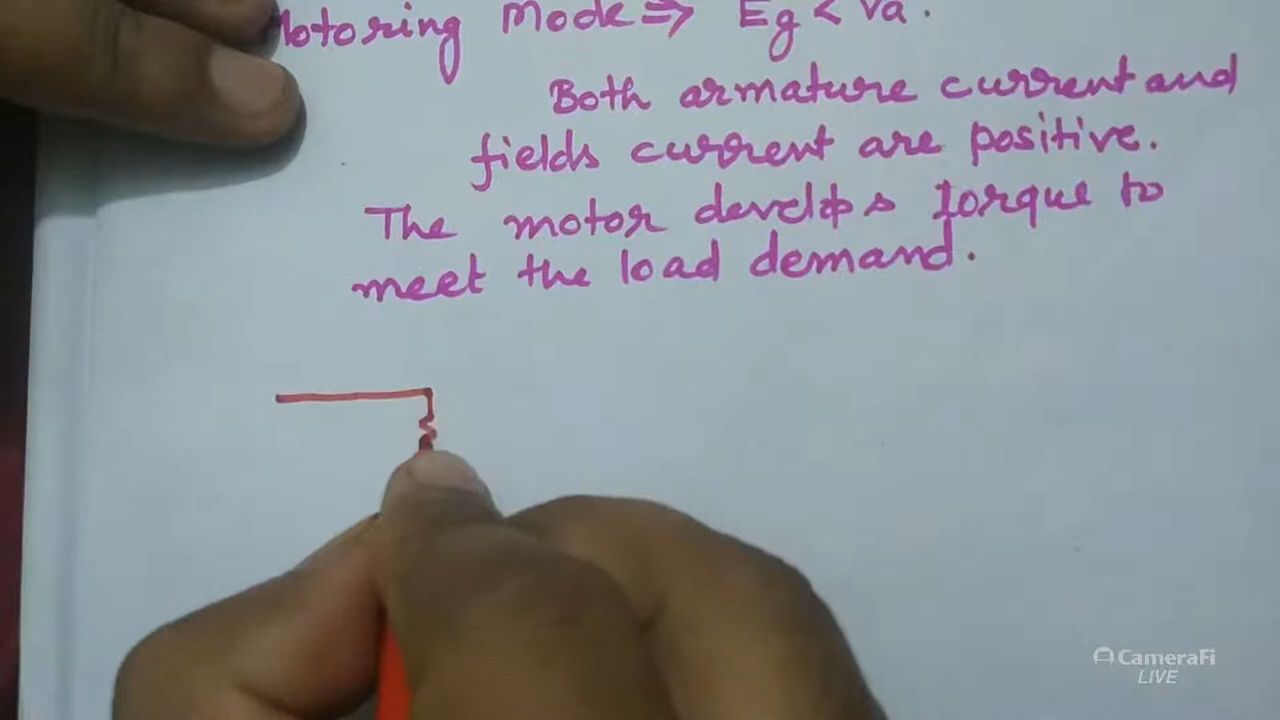 Motoring Mode ⇒ Eg < Va.
Both armature current and
fields current are positive.
The motor develops torque to
meet the load demand.
CameraFi
LIVE